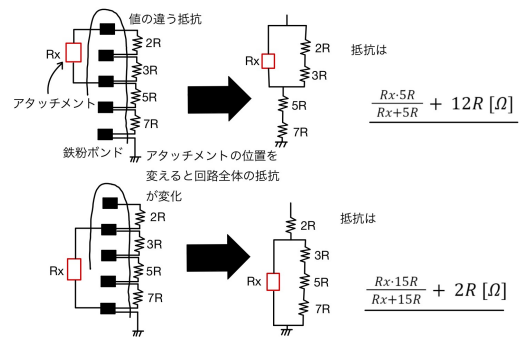 値の違う抵抗
2R
Rx
3R
5R
アタッチメント
7R
鉄粉ボンド
2R
抵抗は
Rx
3R
5R
7R
Rx·5R
Rx+5R
+ 12R [Ω]
アタッチメントの位置を
変えると回路全体の抵抗
が変化
2R
3R
Rx
5R
7R
2R
抵抗は
3R
Rx
5R
7R
Rx·15R
Rx+15R
+ 2R [Ω]